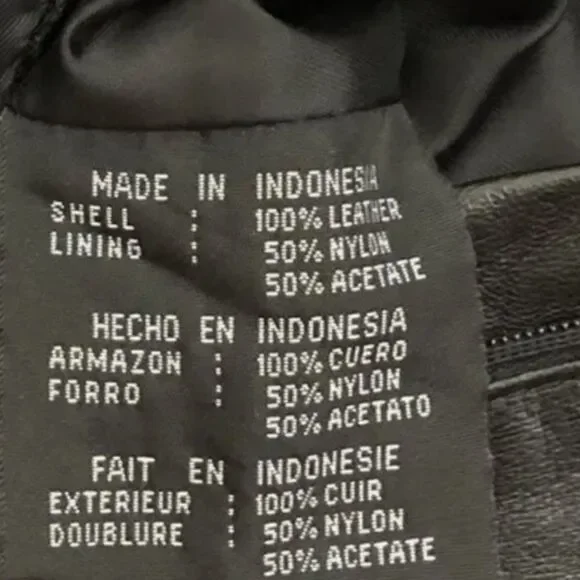 MADE IN INDONESIA
SHELL : 100% LEATHER
LINING : 50% NYLON
50% ACETATE
HECHO EN INDONESIA
ARMAZON : 100% CUERO
FORRO : 50% NYLON
50% ACETATO
FAIT EN INDONESIE
EXTERIEUR : 100% CUIR
DOUBLURE : 50% NYLON
50% ACETATE